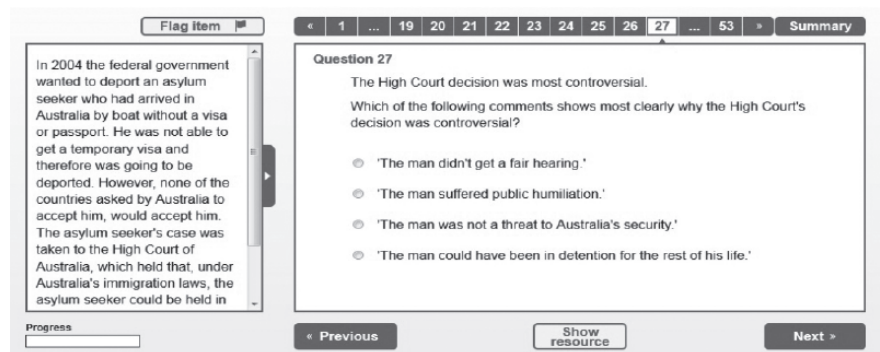 Flag item
« 1 ... 19 20 21 22 23 24 25 26 27 ... 53 » Summary
In 2004 the federal government
wanted to deport an asylum
seeker who had arrived in
Australia by boat without a visa
or passport. He was not able to
get a temporary visa and
therefore was going to be
deported. However, none of the
countries asked by Australia to
accept him, would accept him.
The asylum seeker's case was
taken to the High Court of
Australia, which held that, under
Australia's immigration laws, the
asylum seeker could be held in
Question 27
The High Court decision was most controversial.
Which of the following comments shows most clearly why the High Court's
decision was controversial?
'The man didn't get a fair hearing.'
'The man suffered public humiliation.'
'The man was not a threat to Australia's security.'
'The man could have been in detention for the rest of his life.'
Progress
« Previous
Show
resource
Next »